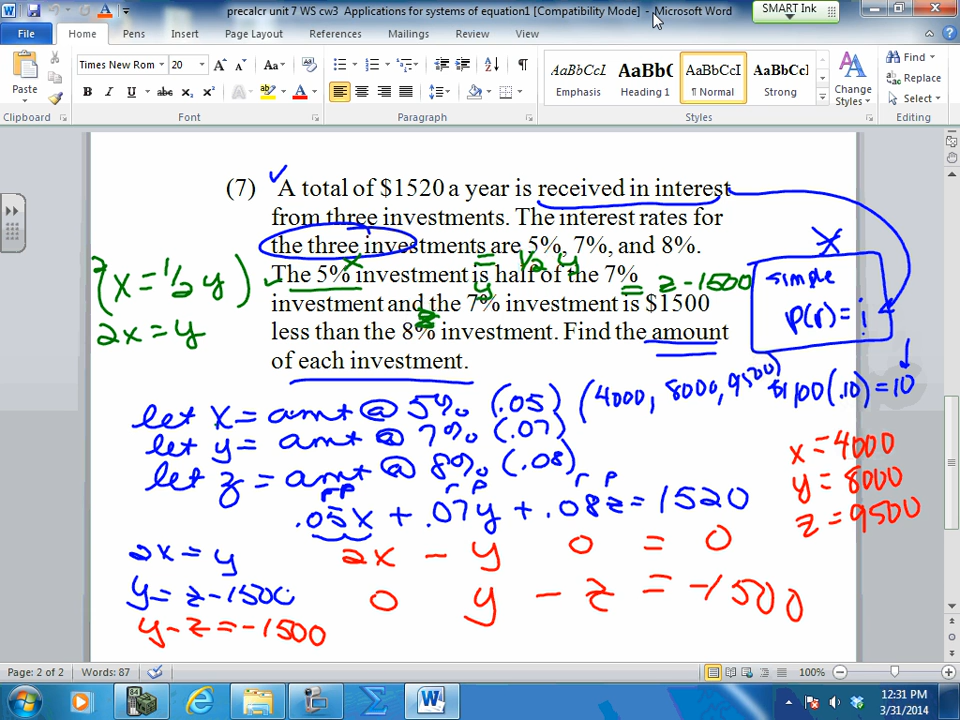 precalcr unit 7 WS cw3 Applications for systems of equation1 [Compatibility Mode] - Microsoft Word
SMART Ink
File Home Pens Insert Page Layout References Mailings Review View
Times New Rom 20
Paste
AaBbCcI AaBb( AaBbCcI AaBbCcI
Emphasis Heading 1 ¶ Normal Strong
Change Styles
Find
Replace
Select
Clipboard Font Paragraph Styles Editing
(7) A total of $1520 a year is received in interest
from three investments. The interest rates for
the three investments are 5%, 7%, and 8%.
The 5% investment is half of the 7%
investment and the 7% investment is $1500
less than the 8% investment. Find the amount
of each investment.
x = 1/2 y
y = z - 1500
z
2(x = 1/2 y)
2x = y
X
simple
p(r) = i
$100(.10) = 10
let x = amt @ 5% (.05) (4000, 8000, 9500)
let y = amt @ 7% (.07)
let z = amt @ 8% (.08)
r p r p r p
.05x + .07y + .08z = 1520
x = 4000
y = 8000
z = 9500
2x = y
y = z - 1500
y - z = -1500
2x - y 0 = 0
0 y - z = -1500
Page: 2 of 2 Words: 87 100%
12:31 PM
3/31/2014